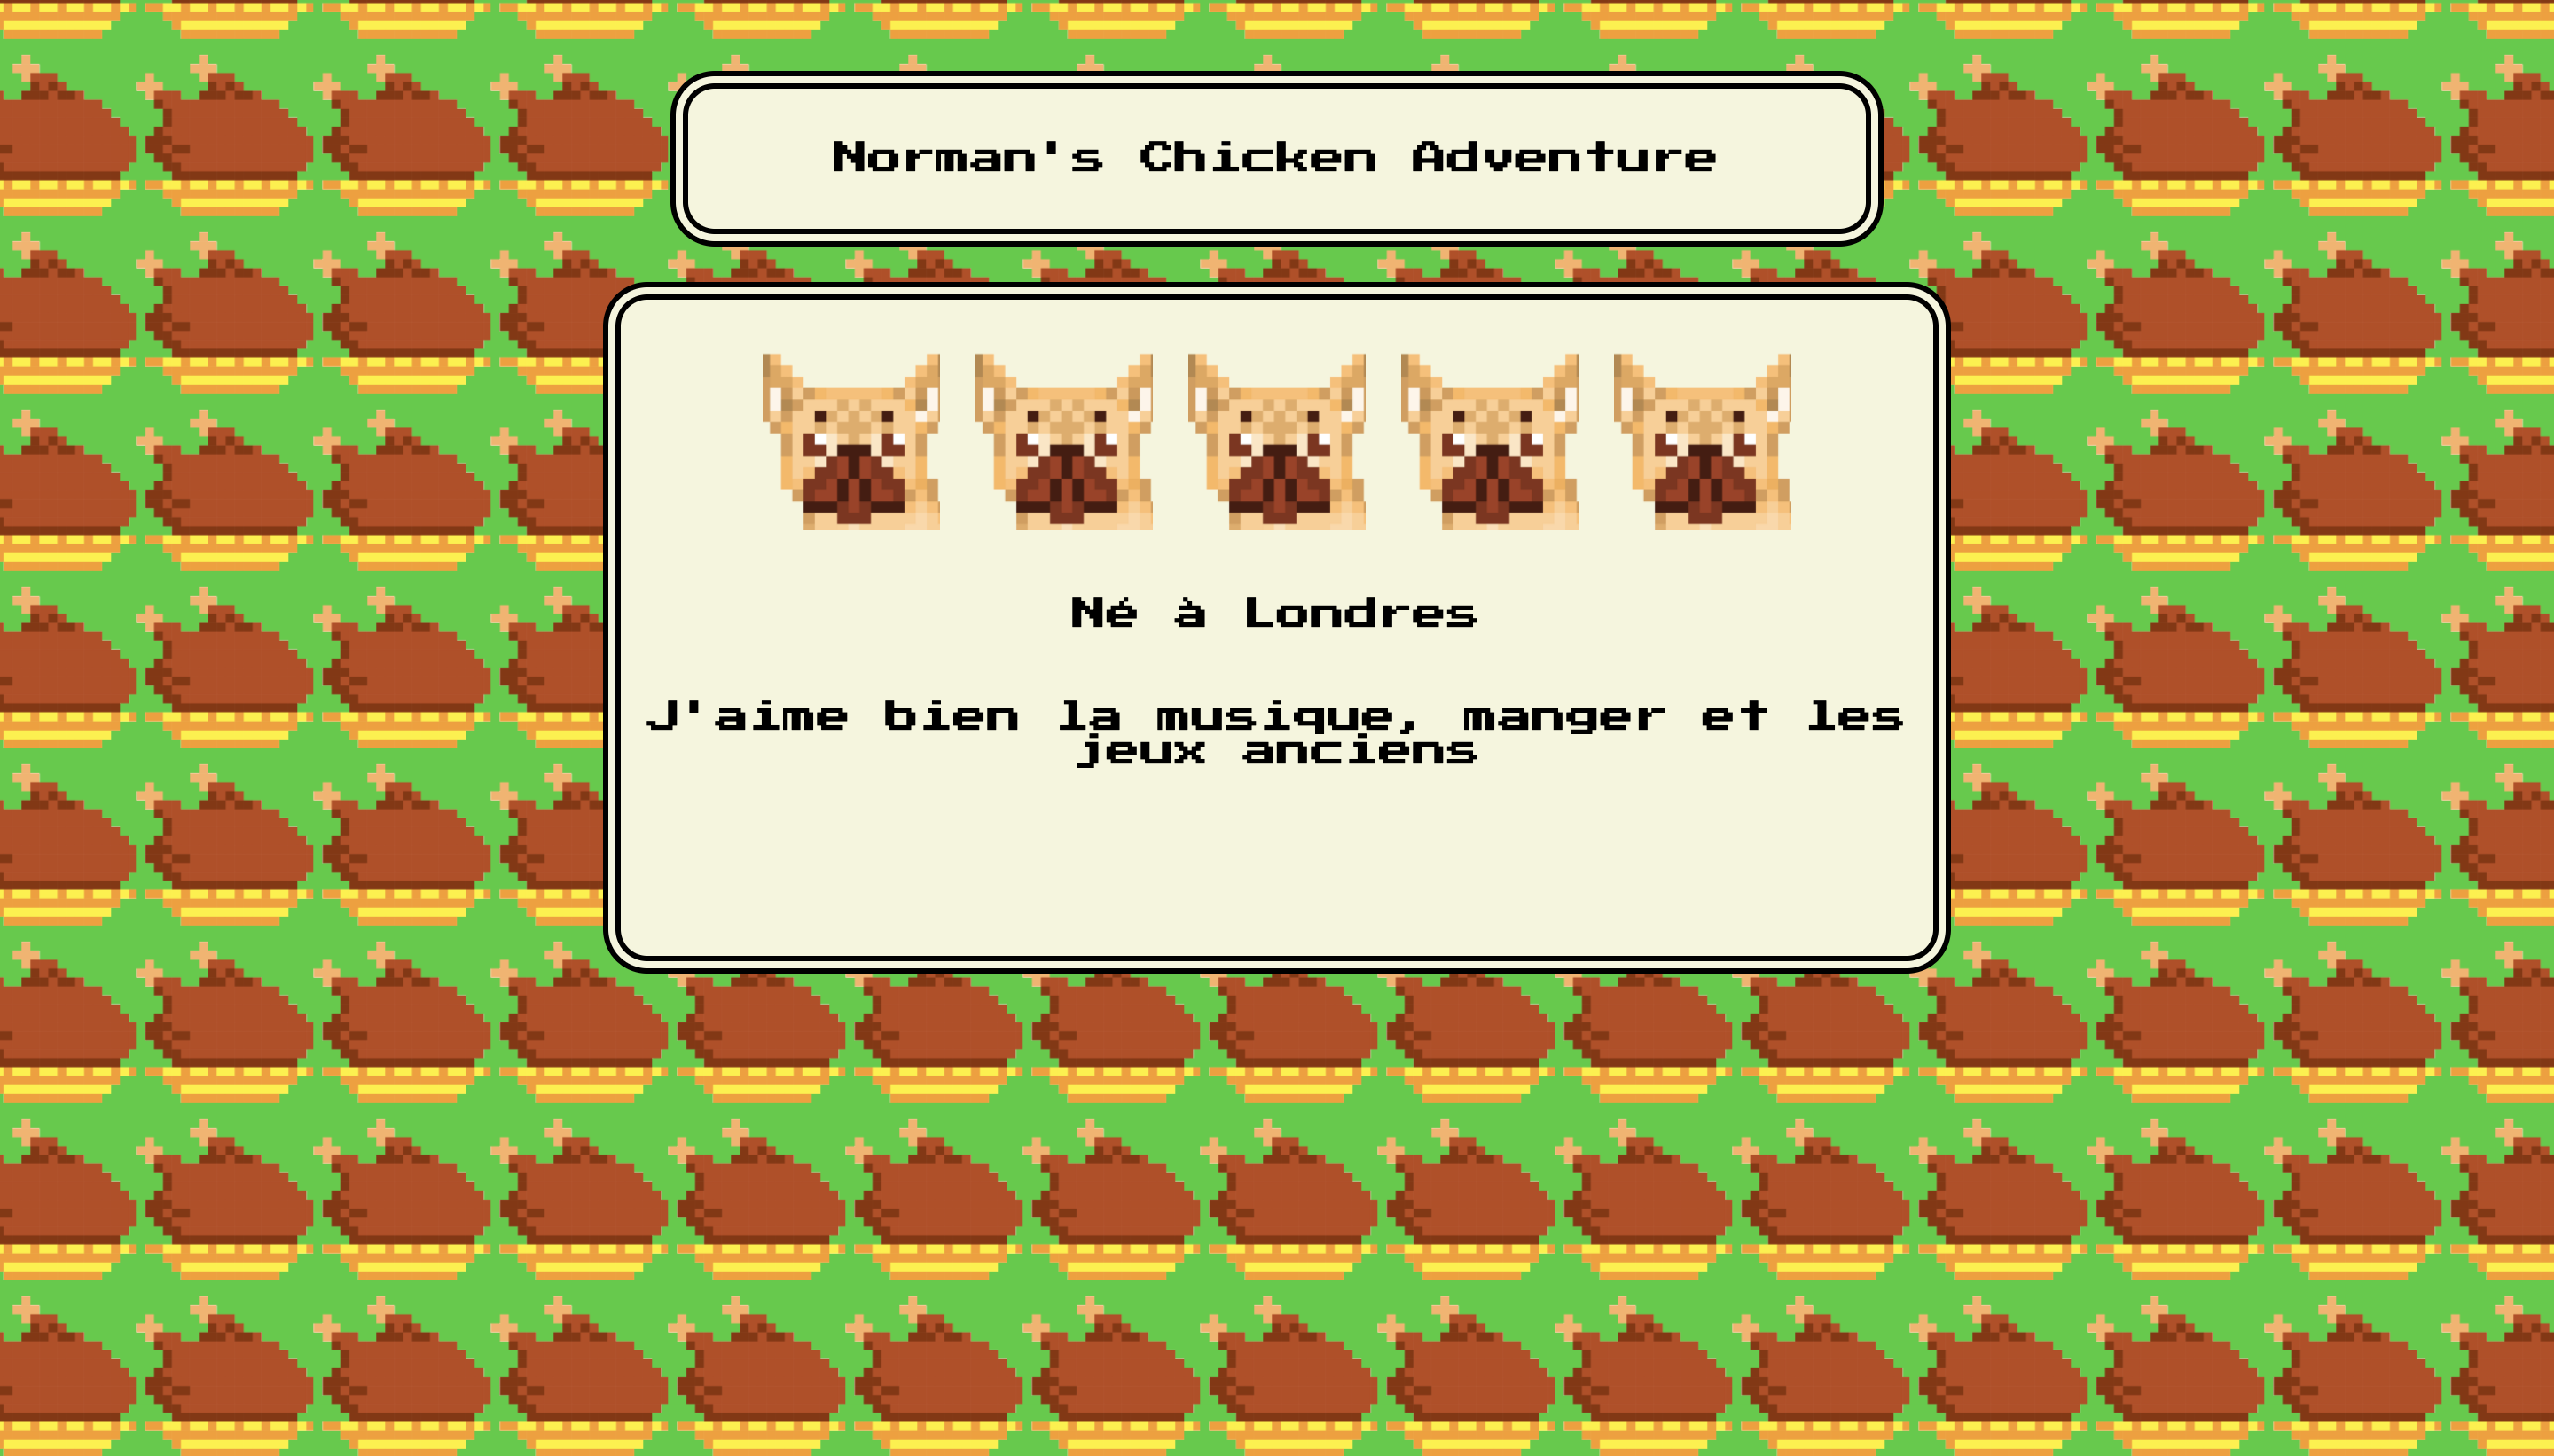 Norman's Chicken Adventure
Né à Londres
J'aime bien la musique, manger et les
jeux anciens